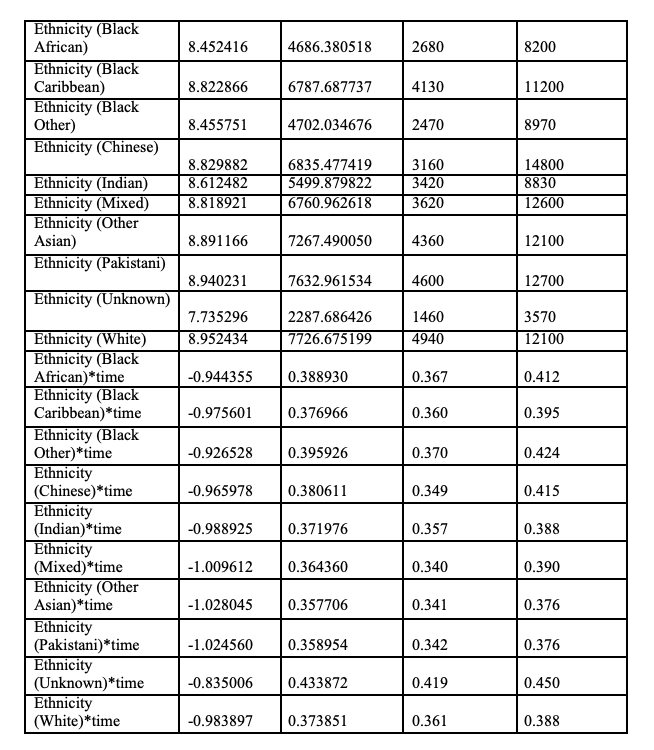 Ethnicity (Black
African) 8.452416 4686.380518 2680 8200
Ethnicity (Black
Caribbean) 8.822866 6787.687737 4130 11200
Ethnicity (Black
Other) 8.455751 4702.034676 2470 8970
Ethnicity (Chinese)
8.829882 6835.477419 3160 14800
Ethnicity (Indian) 8.612482 5499.879822 3420 8830
Ethnicity (Mixed) 8.818921 6760.962618 3620 12600
Ethnicity (Other
Asian) 8.891166 7267.490050 4360 12100
Ethnicity (Pakistani)
8.940231 7632.961534 4600 12700
Ethnicity (Unknown)
7.735296 2287.686426 1460 3570
Ethnicity (White) 8.952434 7726.675199 4940 12100
Ethnicity (Black
African)*time -0.944355 0.388930 0.367 0.412
Ethnicity (Black
Caribbean)*time -0.975601 0.376966 0.360 0.395
Ethnicity (Black
Other)*time -0.926528 0.395926 0.370 0.424
Ethnicity
(Chinese)*time -0.965978 0.380611 0.349 0.415
Ethnicity
(Indian)*time -0.988925 0.371976 0.357 0.388
Ethnicity
(Mixed)*time -1.009612 0.364360 0.340 0.390
Ethnicity (Other
Asian)*time -1.028045 0.357706 0.341 0.376
Ethnicity
(Pakistani)*time -1.024560 0.358954 0.342 0.376
Ethnicity
(Unknown)*time -0.835006 0.433872 0.419 0.450
Ethnicity
(White)*time -0.983897 0.373851 0.361 0.388